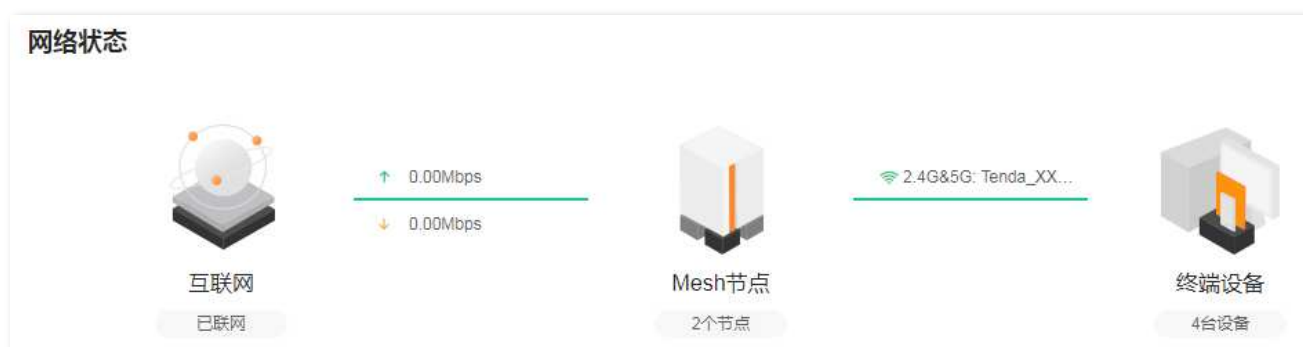 网络状态
↑ 0.00Mbps
2.4G&5G: Tenda_XX...
↓ 0.00Mbps
互联网
Mesh节点
终端设备
已联网
2个节点
4台设备